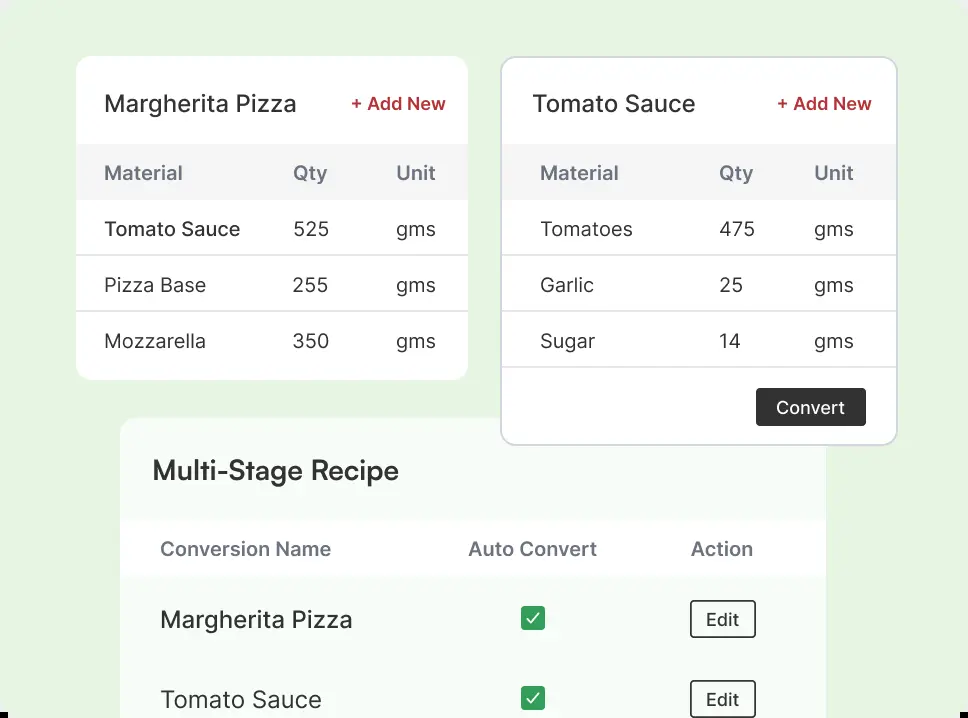 Margherita Pizza + Add New
Material Qty Unit
Tomato Sauce 525 gms
Pizza Base 255 gms
Mozzarella 350 gms
Tomato Sauce + Add New
Material Qty Unit
Tomatoes 475 gms
Garlic 25 gms
Sugar 14 gms
Convert
Multi-Stage Recipe
Conversion Name Auto Convert Action
Margherita Pizza Edit
Tomato Sauce Edit